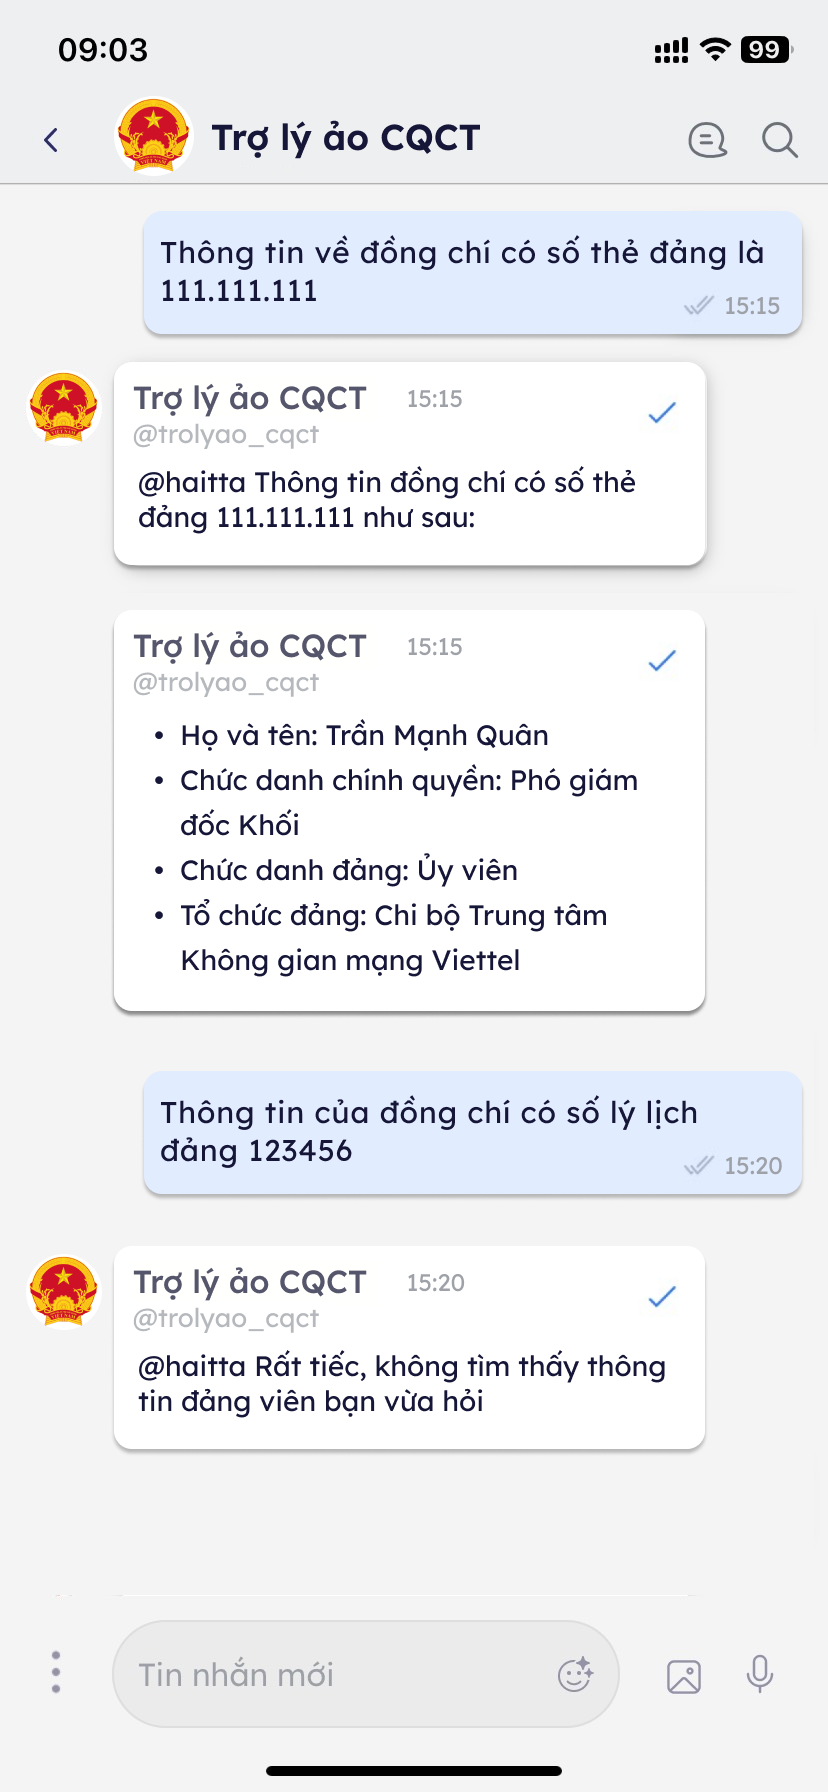 09:03
99
Trợ lý ảo CQCT
Thông tin về đồng chí có số thẻ đảng là
111.111.111
15:15
Trợ lý ảo CQCT 15:15
@trolyao_cqct
@haitta Thông tin đồng chí có số thẻ
đảng 111.111.111 như sau:
Trợ lý ảo CQCT 15:15
@trolyao_cqct
• Họ và tên: Trần Mạnh Quân
• Chức danh chính quyền: Phó giám
đốc Khối
• Chức danh đảng: Ủy viên
• Tổ chức đảng: Chi bộ Trung tâm
Không gian mạng Viettel
Thông tin của đồng chí có số lý lịch
đảng 123456
15:20
Trợ lý ảo CQCT 15:20
@trolyao_cqct
@haitta Rất tiếc, không tìm thấy thông
tin đảng viên bạn vừa hỏi
Tin nhắn mới